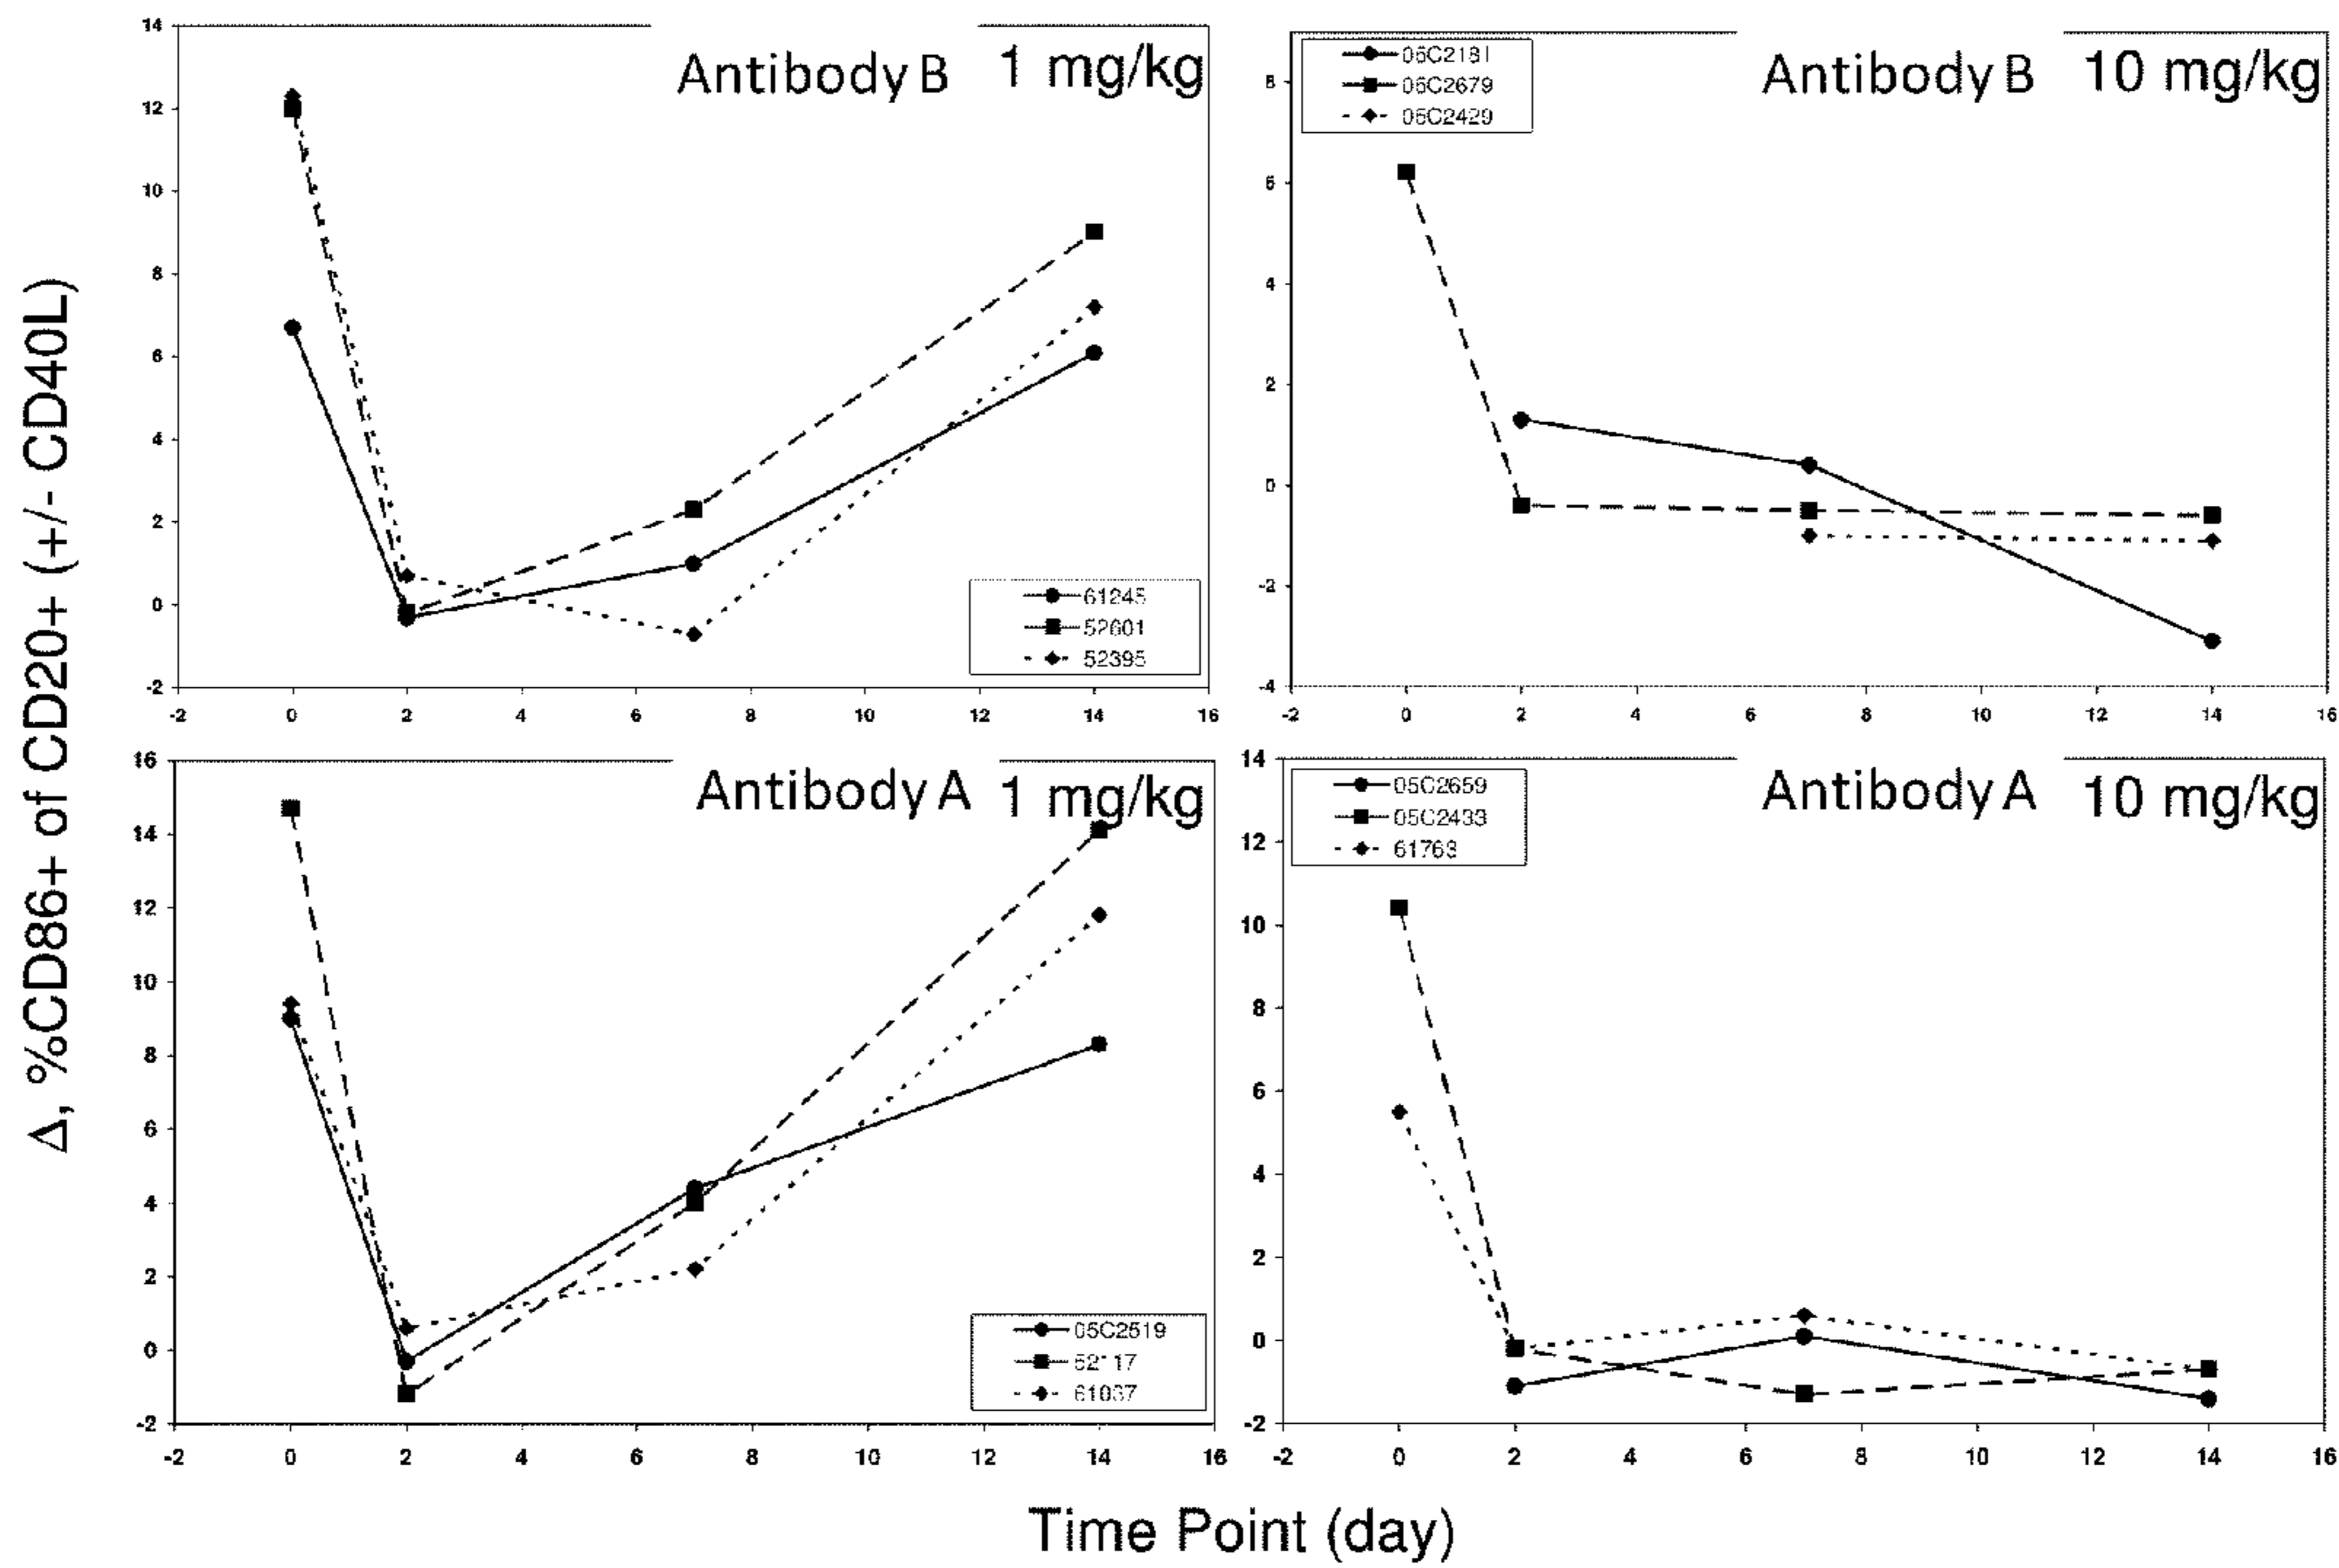 Δ, %CD86+ of CD20+ (+/- CD40L)
Antibody B 1 mg/kg
14
12
10
8
6
4
2
0
-2
-2 0 2 4 6 8 10 12 14 16
61245
52601
52395
Antibody B 10 mg/kg
8
6
4
2
0
-2
-4
-2 0 2 4 6 8 10 12 14 16
05C2181
05C2679
05C2429
Antibody A 1 mg/kg
16
14
12
10
8
6
4
2
0
-2
-2 0 2 4 6 8 10 12 14 16
05C2519
61037
Antibody A 10 mg/kg
14
12
10
8
6
4
2
0
-2
-2 0 2 4 6 8 10 12 14 16
05C2659
05C2433
61763
Time Point (day)